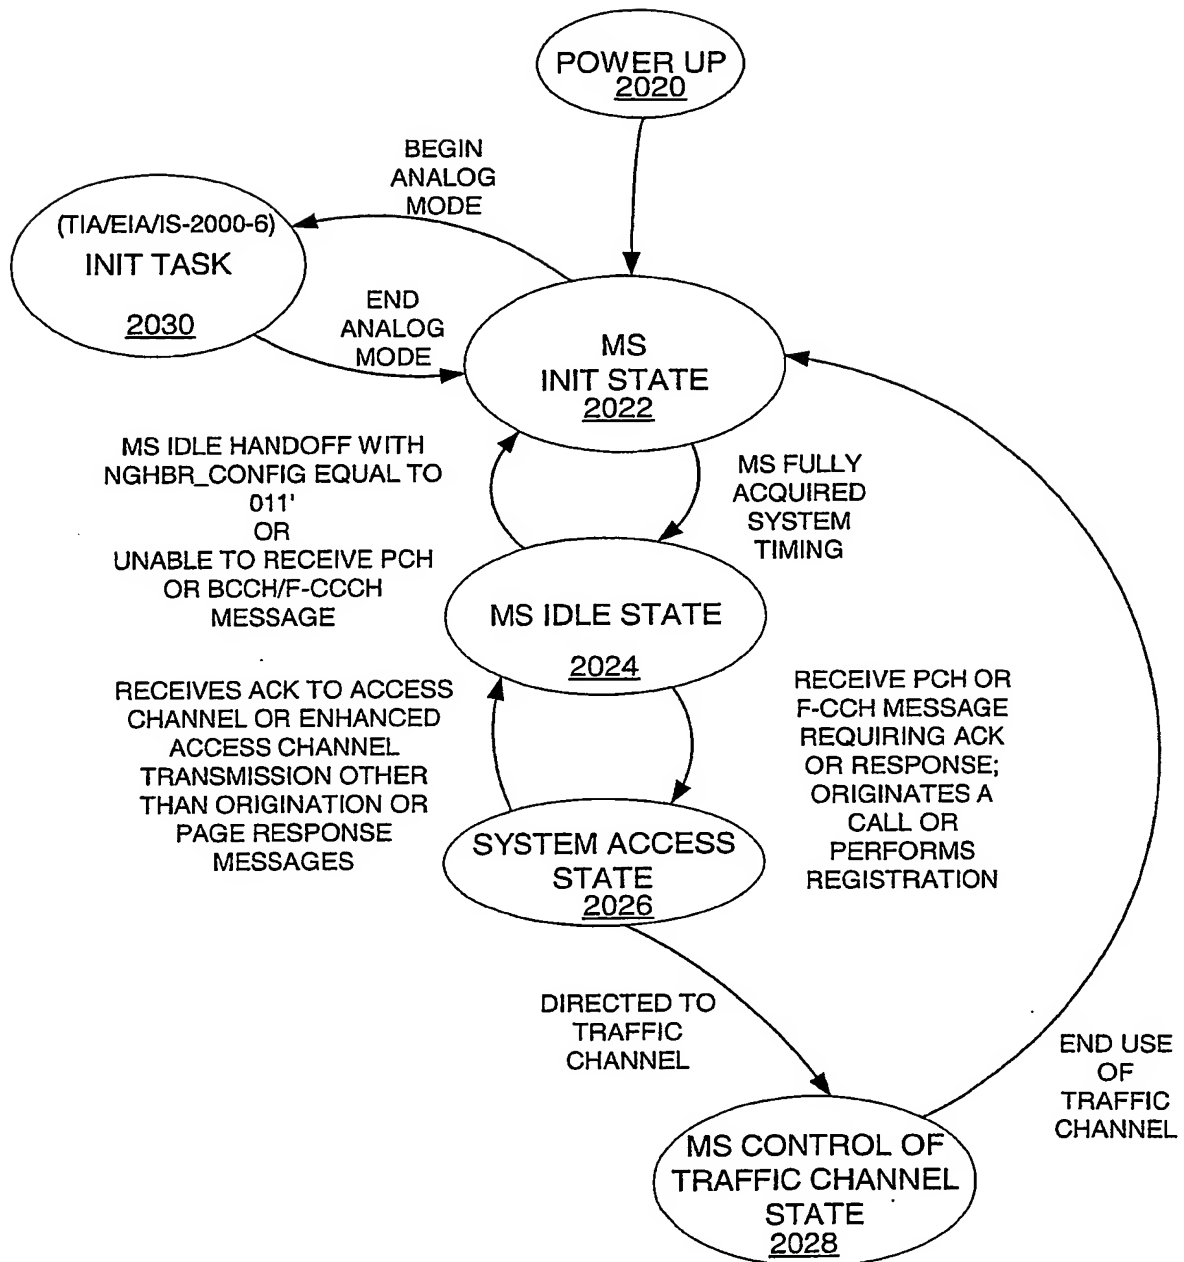 POWER UP
2020
BEGIN
ANALOG
MODE
(TIA/EIA/IS-2000-6)
INIT TASK
2030
END
ANALOG
MODE
MS
INIT STATE
2022
MS IDLE HANDOFF WITH
NGHBR_CONFIG EQUAL TO
011'
OR
UNABLE TO RECEIVE PCH
OR BCCH/F-CCCH
MESSAGE
MS FULLY
ACQUIRED
SYSTEM
TIMING
MS IDLE STATE
2024
RECEIVES ACK TO ACCESS
CHANNEL OR ENHANCED
ACCESS CHANNEL
TRANSMISSION OTHER
THAN ORIGINATION OR
PAGE RESPONSE
MESSAGES
RECEIVE PCH OR
F-CCH MESSAGE
REQUIRING ACK
OR RESPONSE;
ORIGINATES A
CALL OR
PERFORMS
REGISTRATION
SYSTEM ACCESS
STATE
2026
DIRECTED TO
TRAFFIC
CHANNEL
END USE
OF
TRAFFIC
CHANNEL
MS CONTROL OF
TRAFFIC CHANNEL
STATE
2028